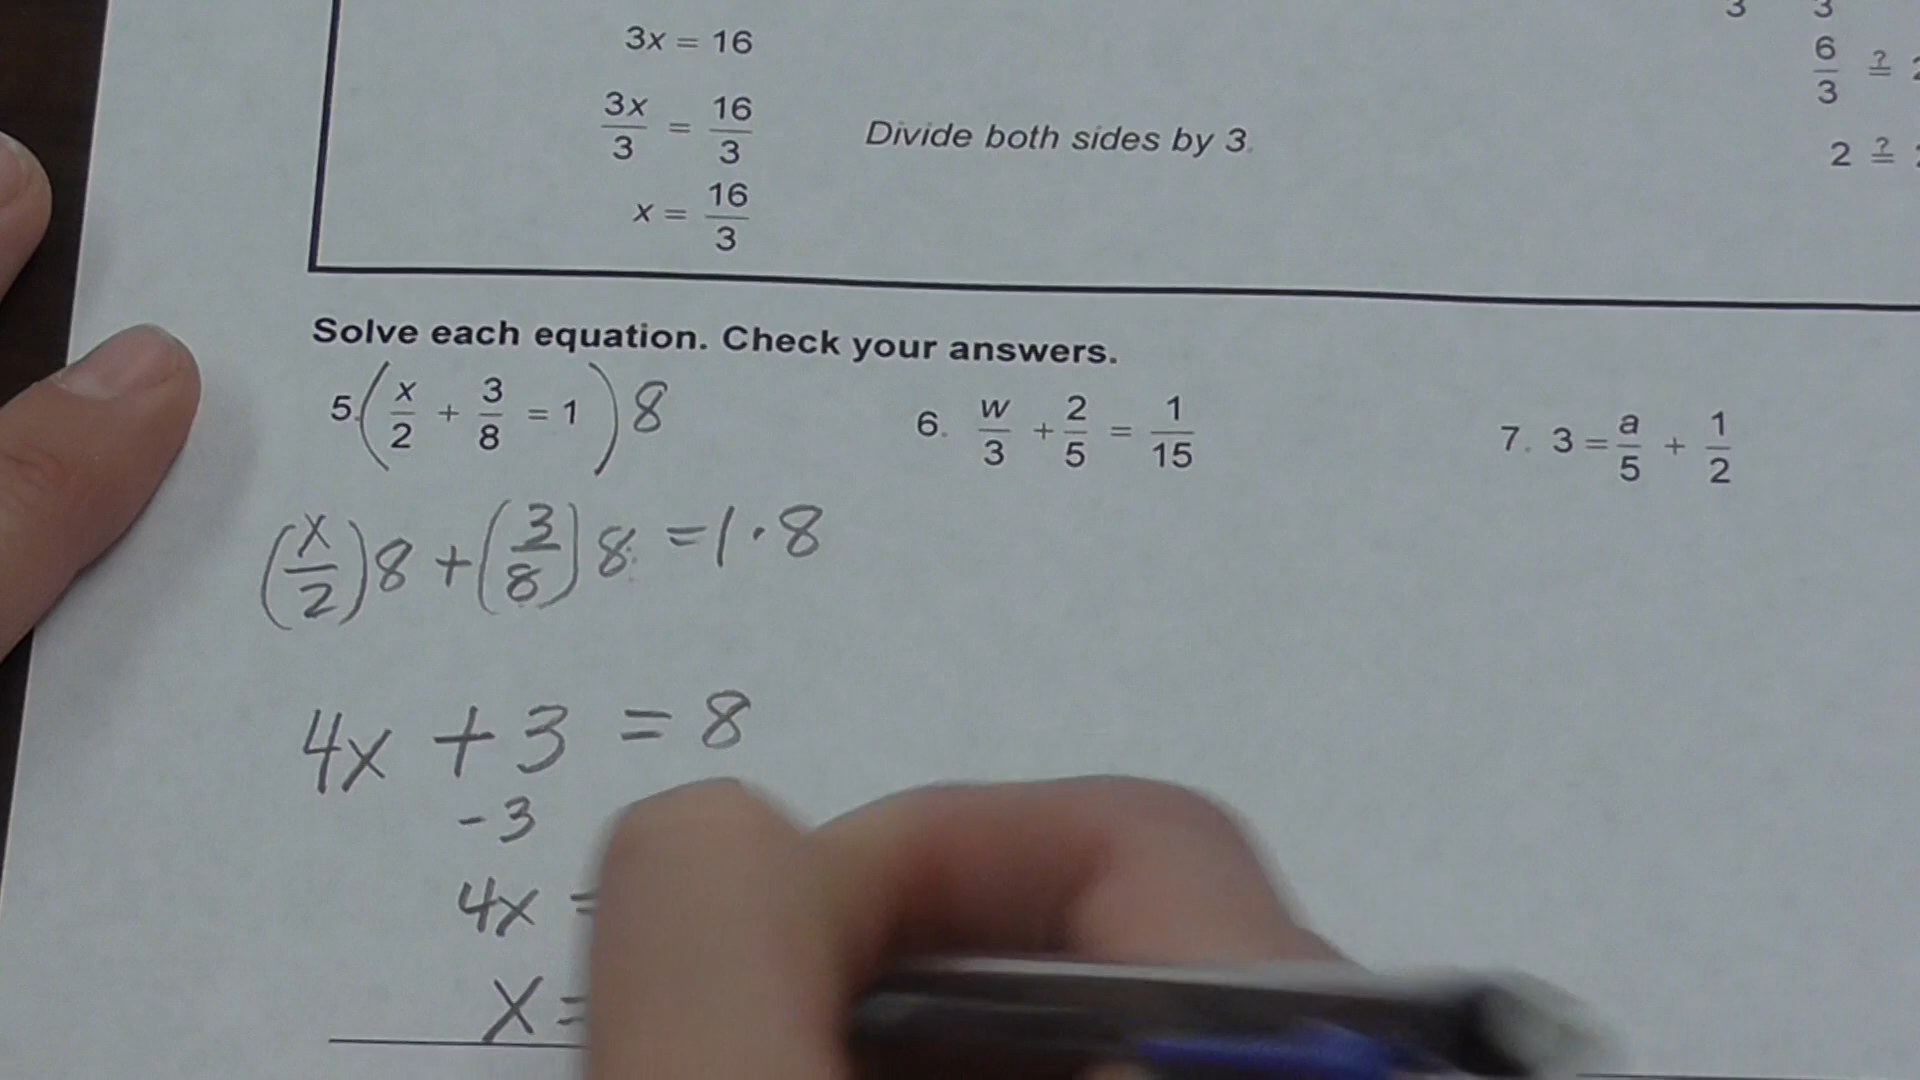 3x = 16
3x/3 = 16/3 Divide both sides by 3.
x = 16/3
3 3
6/3 ≟
2 ≟
Solve each equation. Check your answers.
5. (x/2 + 3/8 = 1) 8
(x/2)8 + (3/8)8 = 1·8
4x + 3 = 8
-3
4x =
x =
6. w/3 + 2/5 = 1/15
7. 3 = a/5 + 1/2